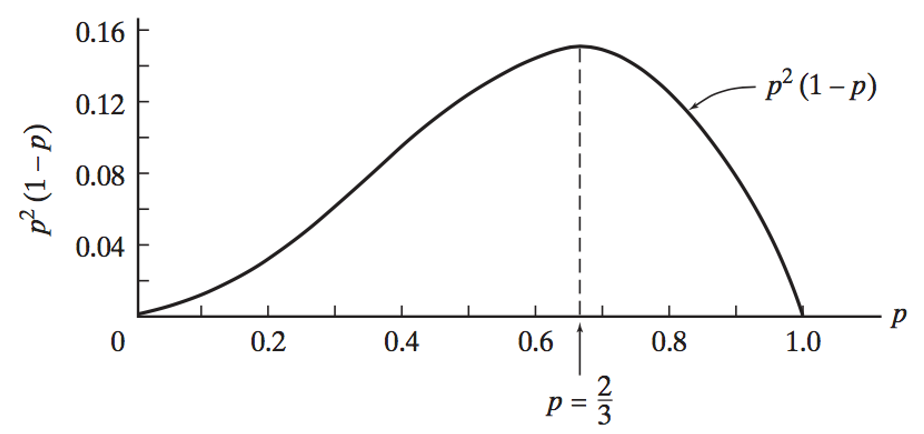 0.16
0.12
0.08
0.04
p² (1 – p)
p² (1 – p)
0 0.2 0.4 0.6 0.8 1.0 p
p = 2/3